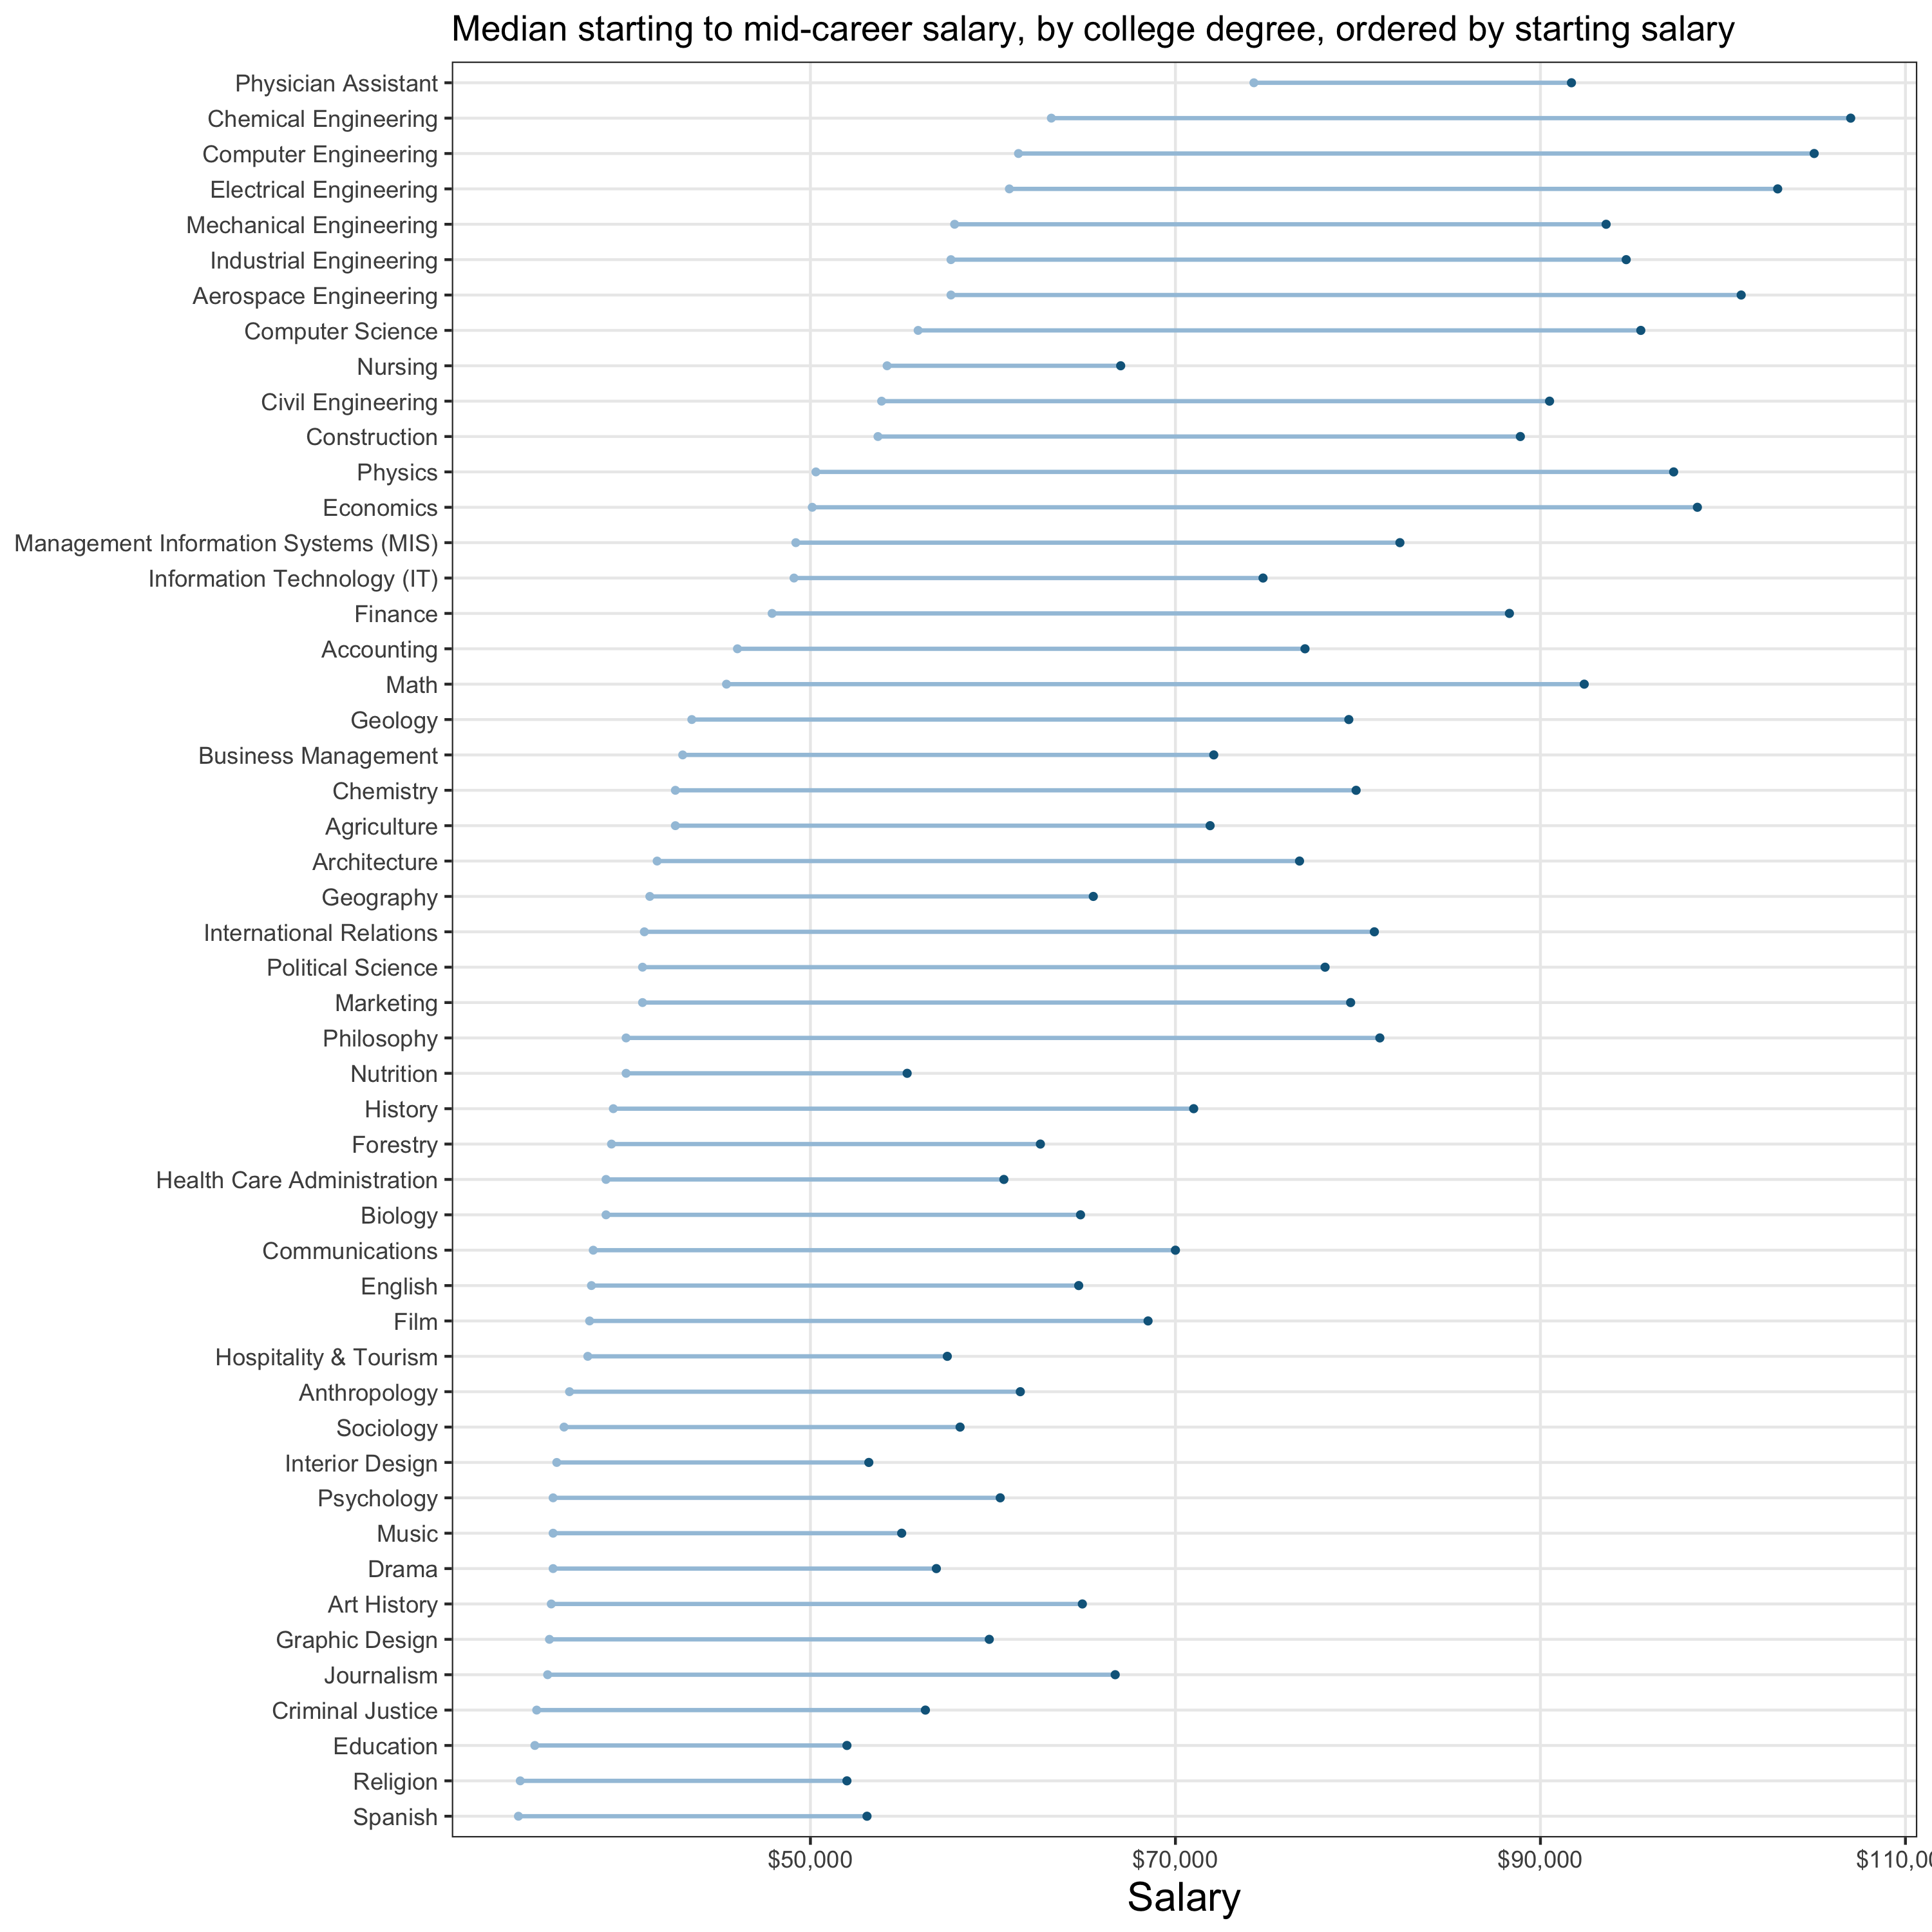 Median starting to mid-career salary, by college degree, ordered by starting salary
Physician Assistant
Chemical Engineering
Computer Engineering
Electrical Engineering
Mechanical Engineering
Industrial Engineering
Aerospace Engineering
Computer Science
Nursing
Civil Engineering
Construction
Physics
Economics
Management Information Systems (MIS)
Information Technology (IT)
Finance
Accounting
Math
Geology
Business Management
Chemistry
Agriculture
Architecture
Geography
International Relations
Political Science
Marketing
Philosophy
Nutrition
History
Forestry
Health Care Administration
Biology
Communications
English
Film
Hospitality & Tourism
Anthropology
Sociology
Interior Design
Psychology
Music
Drama
Art History
Graphic Design
Journalism
Criminal Justice
Education
Religion
Spanish
$50,000 $70,000 $90,000 $110,0
Salary